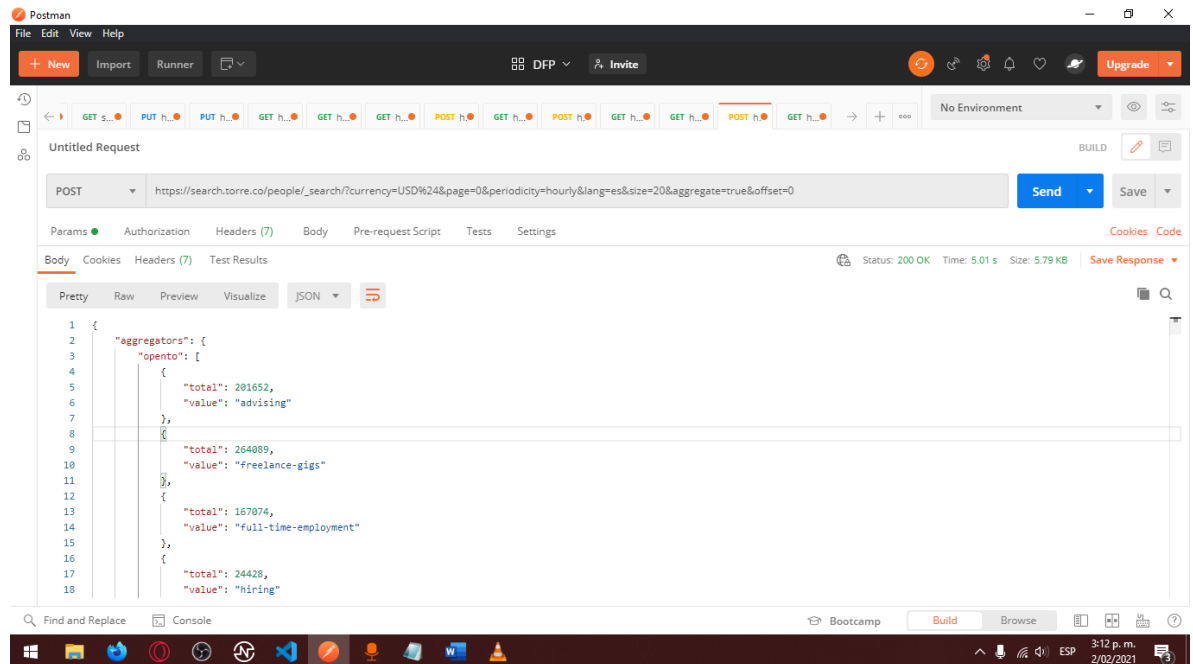 Postman
File Edit View Help
+ New Import Runner DFP Invite Upgrade
GET s... PUT h... PUT h... GET h... GET h... GET h... POST h. GET h... POST h. GET h... GET h... POST h. GET h... No Environment
Untitled Request BUILD
POST https://search.torre.co/people/_search/?currency=USD%24&page=0&periodicity=hourly&lang=es&size=20&aggregate=true&offset=0 Send Save
Params Authorization Headers (7) Body Pre-request Script Tests Settings Cookies Code
Body Cookies Headers (7) Test Results Status: 200 OK Time: 5.01 s Size: 5.79 KB Save Response
Pretty Raw Preview Visualize JSON
1 {
2 "aggregators": {
3 "opento": [
4 {
5 "total": 201652,
6 "value": "advising"
7 },
8 {
9 "total": 264089,
10 "value": "freelance-gigs"
11 },
12 {
13 "total": 167074,
14 "value": "full-time-employment"
15 },
16 {
17 "total": 24428,
18 "value": "hiring"
Find and Replace Console Bootcamp Build Browse
ESP 3:12 p. m.
2/02/2021 3